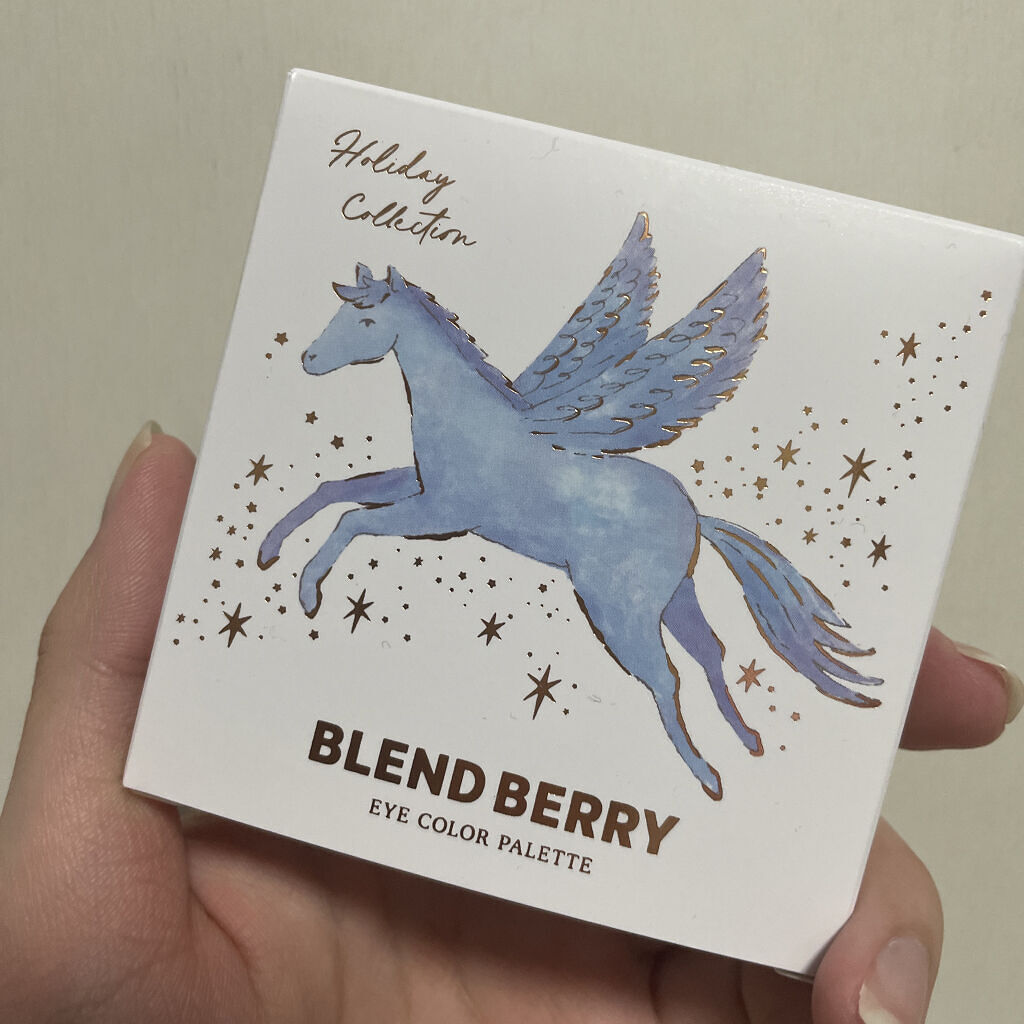 Holiday
Collection
BLEND BERRY
EYE COLOR PALETTE